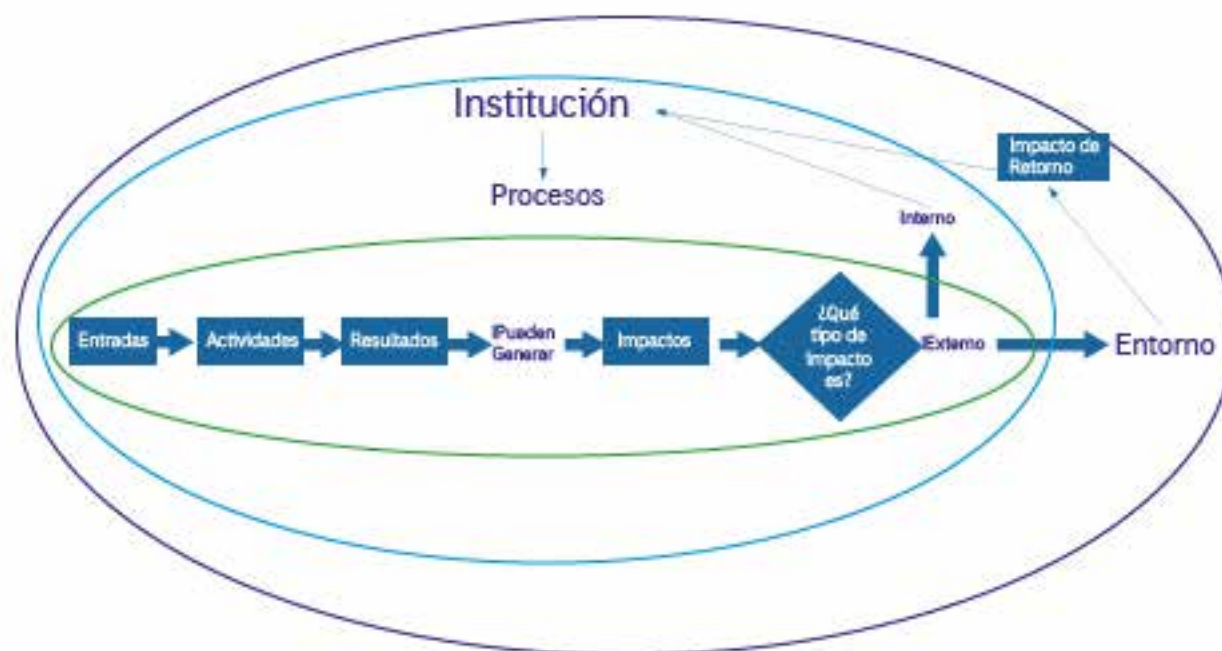 Institución
Impacto de
Retorno
Procesos
Interno
Entradas
Actividades
Resultados
Pueden
Generar
Impactos
¿Qué
tipo de
Impacto
es?
Externo
Entorno